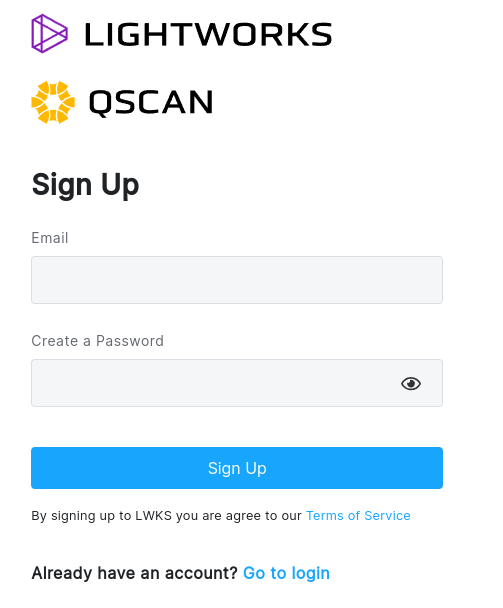 LIGHTWORKS
QSCAN
Sign Up
Email
Create a Password
Sign Up
By signing up to LWKS you are agree to our Terms of Service
Already have an account? Go to login